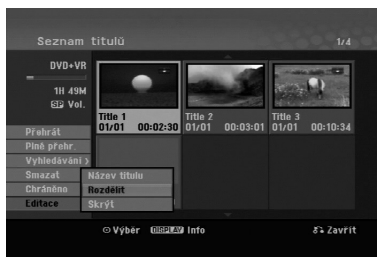 Seznam titulů
1/4
DVD+VR
1H 49M
SP Vol.
Title 1
01/01 00:02:30
Title 2
01/01 00:03:01
Title 3
01/01 00:10:34
Přehrát
Plně přehr.
Vyhledávání >
Smazat
Chráněno
Editace
Název titulu
Rozdělit
Skrýt
Výběr DISPLAY Info
Zavřít